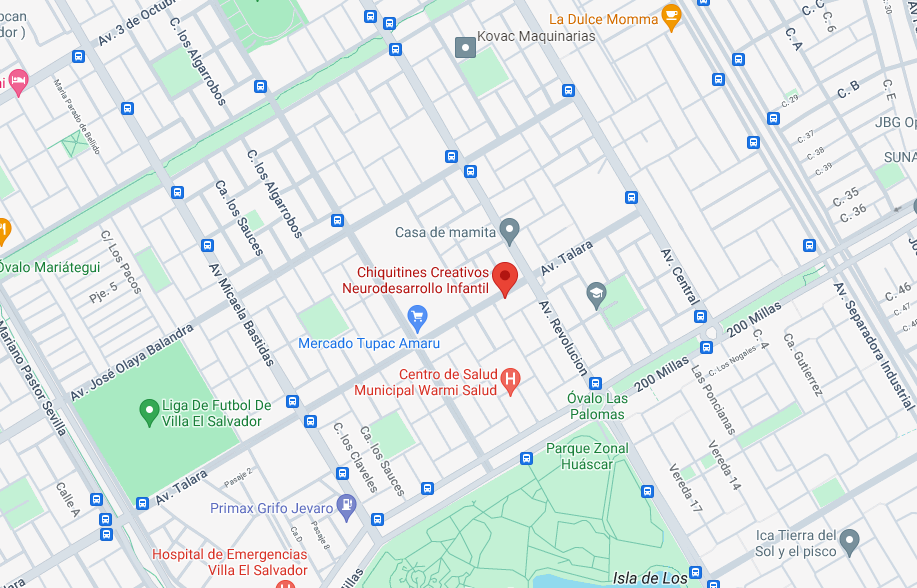 ocan
dor )
Av. 3 de Octubr
C. los Algarrobos
La Dulce Momma
Kovac Maquinarias
C. C
C. A
C. B
C. E
C. 29
JBG Op
C. 37
C. 38
C. 39
SUNA
C. 35
C. 36
María Parado de Bellido
C. los Algarrobos
Ca. los Sauces
Casa de mamita
Av. Talara
Óvalo Mariátegui
C/ Los Pacos
Pje. 5
Chiquitines Creativos
Neurodesarrollo Infantil
Av Micaela Bastidas
Av. Central
C. 46
C. 47
Av. Separadora Industrial
200 Millas
Av. Revolucion
Mercado Tupac Amaru
Av. José Olaya Balandra
Mariano Pastor Sevilla
C. 4
Ca. Gutierrez
C. Los Nogales
200 Millas
Las Poncianas
Centro de Salud
Municipal Warmi Salud
Óvalo Las
Palomas
Liga De Futbol De
Villa El Salvador
C. los Claveles
Ca. los Sauces
Parque Zonal
Huáscar
Vereda 14
Vereda 17
Av. Talara
Pasaje 2
Calle A
Primax Grifo Jevaro
Ca.D
Pasaje 8
Ica Tierra del
Sol y el pisco
Hospital de Emergencias
Villa El Salvador
illas
lara
Isla de Los